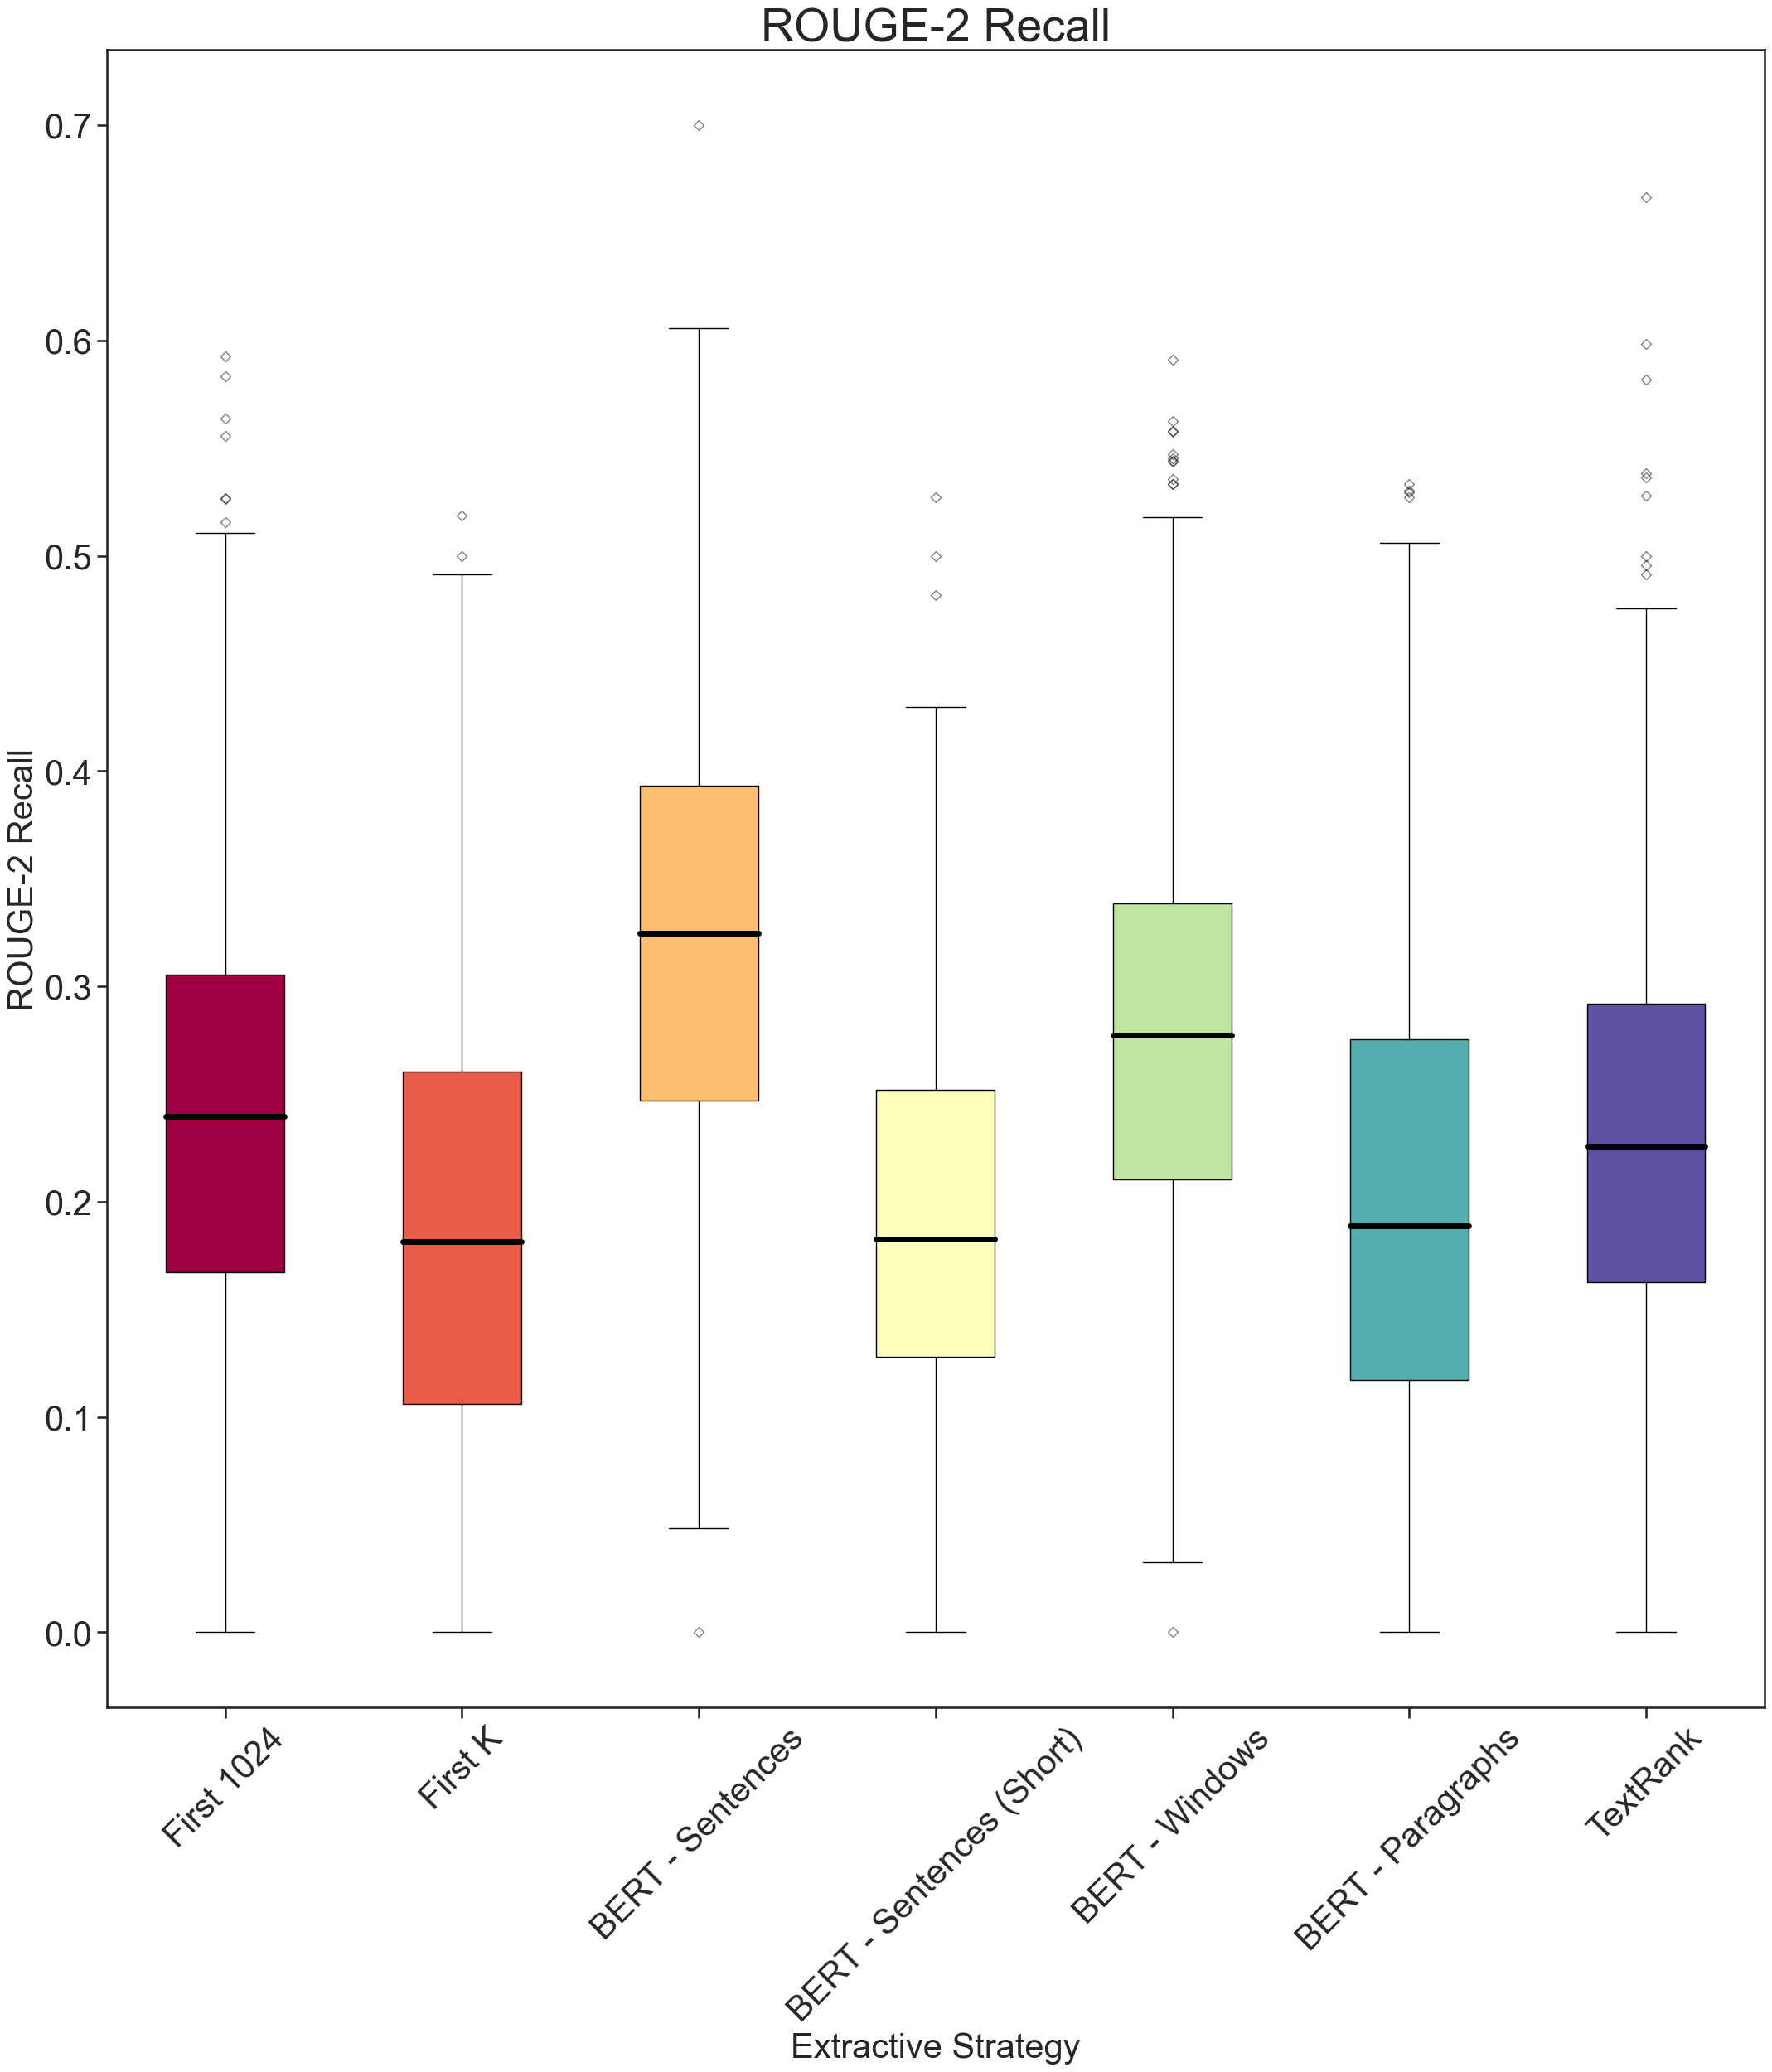 ROUGE-2 Recall
ROUGE-2 Recall
0.7
0.6
0.5
0.4
0.3
0.2
0.1
0.0
First 1024
First K
BERT - Sentences
BERT - Sentences (Short)
BERT - Windows
BERT - Paragraphs
TextRank
Extractive Strategy